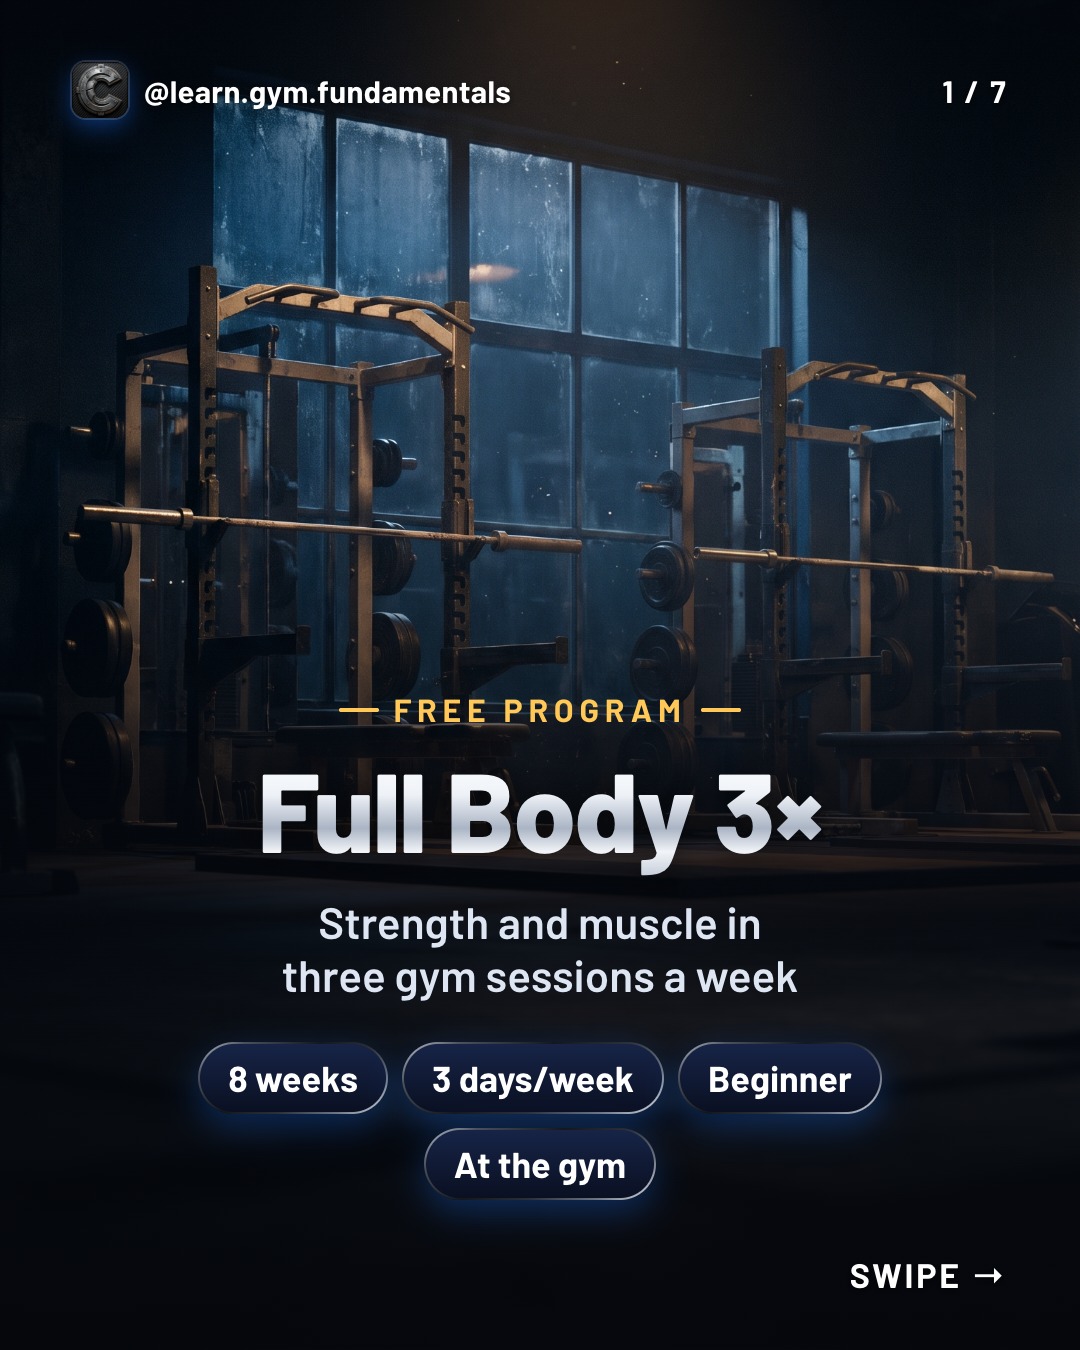 @learn.gym.fundamentals
1 / 7
FREE PROGRAM
Full Body 3×
Strength and muscle in
three gym sessions a week
8 weeks
3 days/week
Beginner
At the gym
SWIPE →